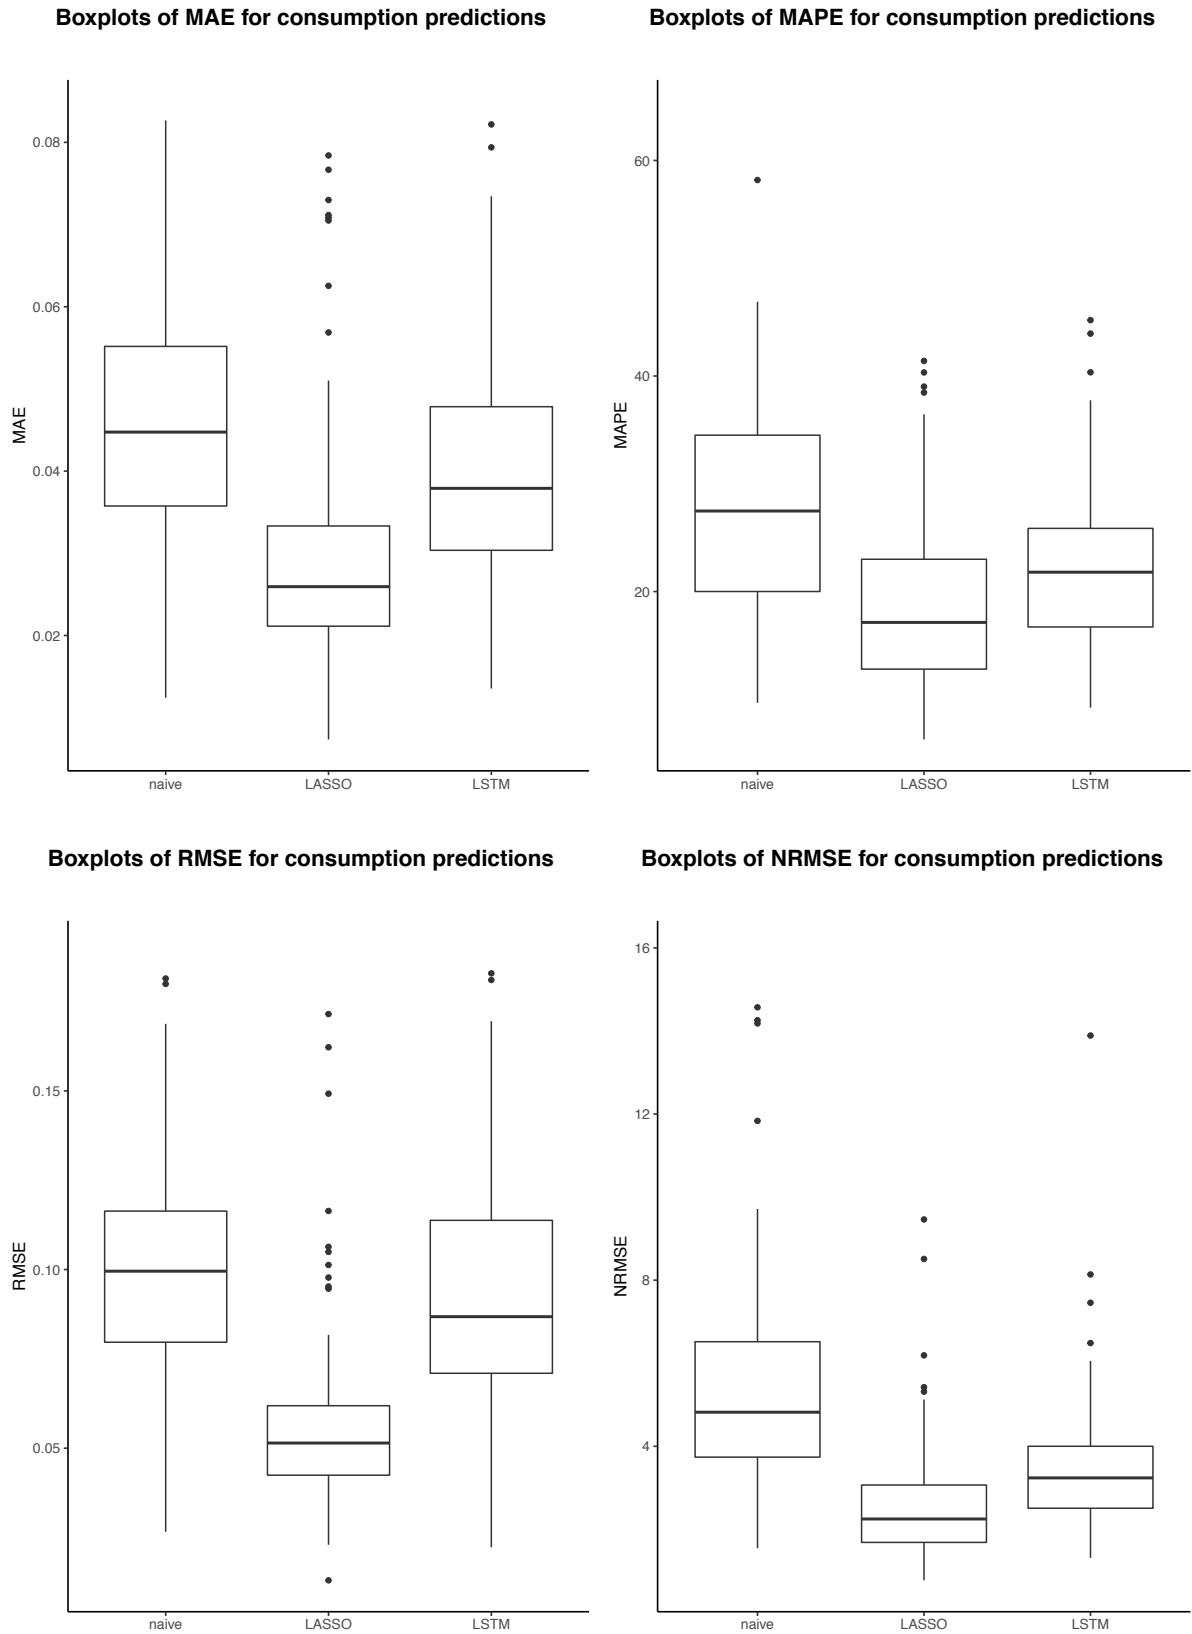 Boxplots of MAE for consumption predictions
MAE
0.08
0.06
0.04
0.02
naive LASSO LSTM
Boxplots of MAPE for consumption predictions
MAPE
60
40
20
naive LASSO LSTM
Boxplots of RMSE for consumption predictions
RMSE
0.15
0.10
0.05
naive LASSO LSTM
Boxplots of NRMSE for consumption predictions
NRMSE
16
12
8
4
naive LASSO LSTM